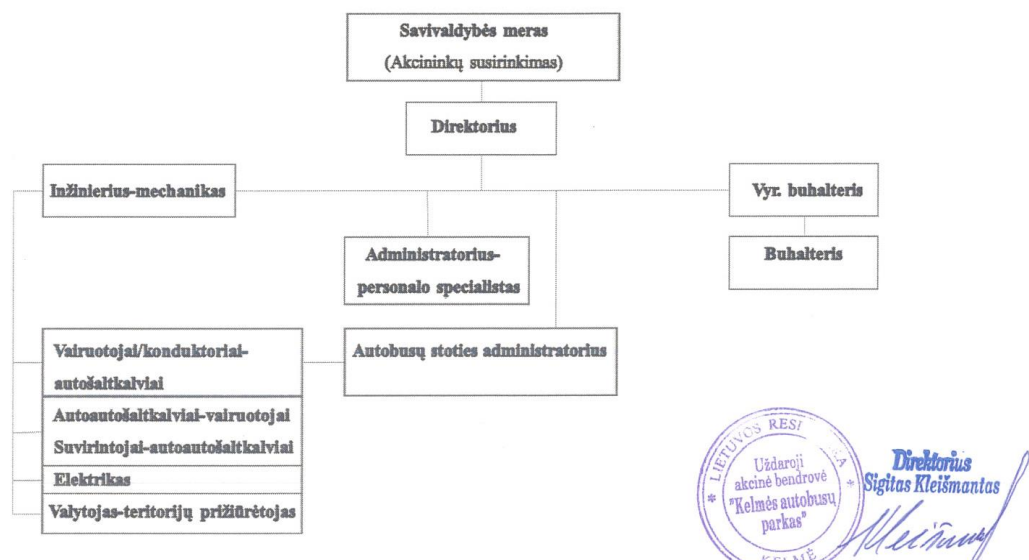 Savivaldybės meras
(Akcininkų susirinkimas)
Direktorius
Inžinierius-mechanikas
Vyr. buhalteris
Administratorius-
personalo specialistas
Buhalteris
Vairuotojai/konduktoriai-
autošaltkalviai
Autobusų stoties administratorius
Autoautošaltkalviai-vairuotojai
Suvirintojai-autoautošaltkalviai
Elektrikas
Valytojas-teritorijų prižiūrėtojas
LIETUVOS
Uždaroji
akcinė bendrovė
"Kelmės autobusų
parkas"
KELMĖ
Direktorius
Sigitas Kleišmantas